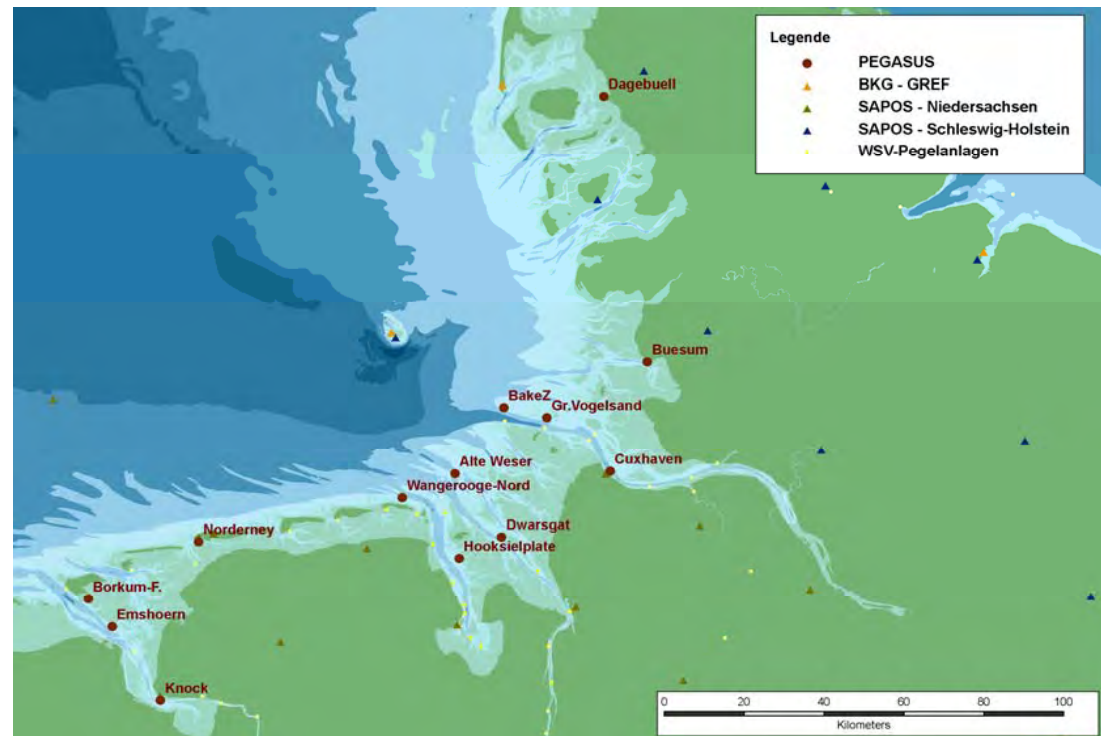 Legende
PEGASUS
BKG - GREF
SAPOS - Niedersachsen
SAPOS - Schleswig-Holstein
WSV-Pegelanlagen
Dagebuell
Buesum
BakeZ
Gr.Vogelsand
Alte Weser
Cuxhaven
Wangerooge-Nord
Norderney
Dwarsgat
Hooksielplate
Borkum-F.
Emshoern
Knock
0 20 40 60 80 100
Kilometers